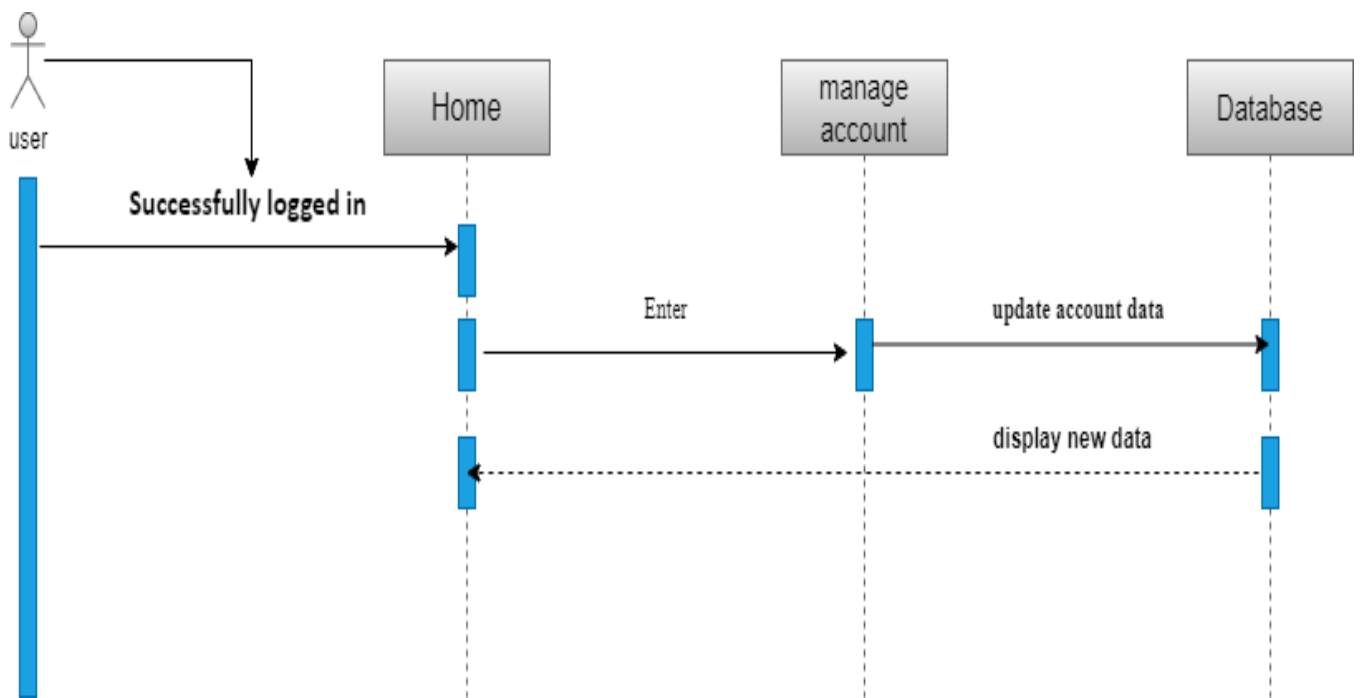 user
Home
manage
account
Database
Successfully logged in
Enter
update account data
display new data